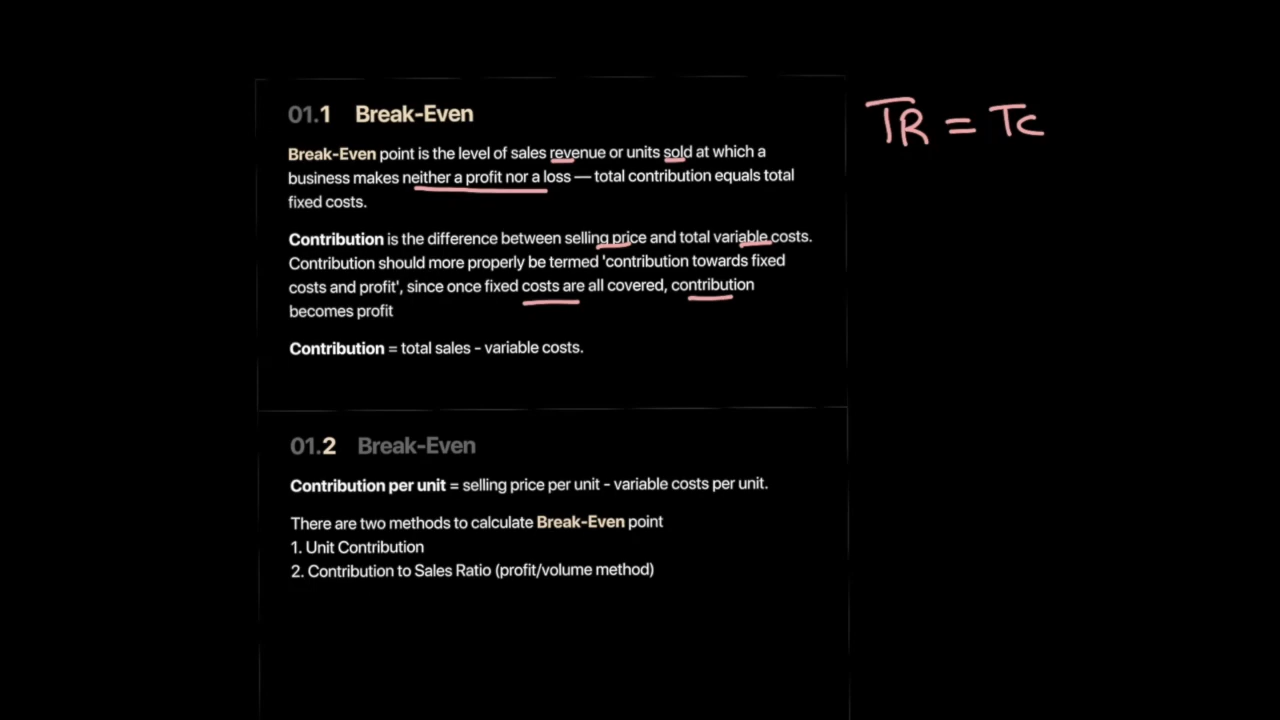 01.1 Break-Even
TR = TC
Break-Even point is the level of sales revenue or units sold at which a
business makes neither a profit nor a loss — total contribution equals total
fixed costs.
Contribution is the difference between selling price and total variable costs.
Contribution should more properly be termed 'contribution towards fixed
costs and profit', since once fixed costs are all covered, contribution
becomes profit
Contribution = total sales - variable costs.
01.2 Break-Even
Contribution per unit = selling price per unit - variable costs per unit.
There are two methods to calculate Break-Even point
1. Unit Contribution
2. Contribution to Sales Ratio (profit/volume method)